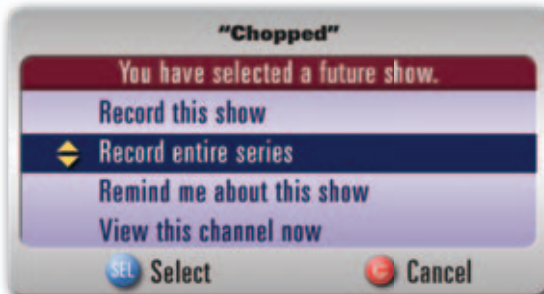 "Chopped"
You have selected a future show.
Record this show
Record entire series
Remind me about this show
View this channel now
SEL Select
C Cancel